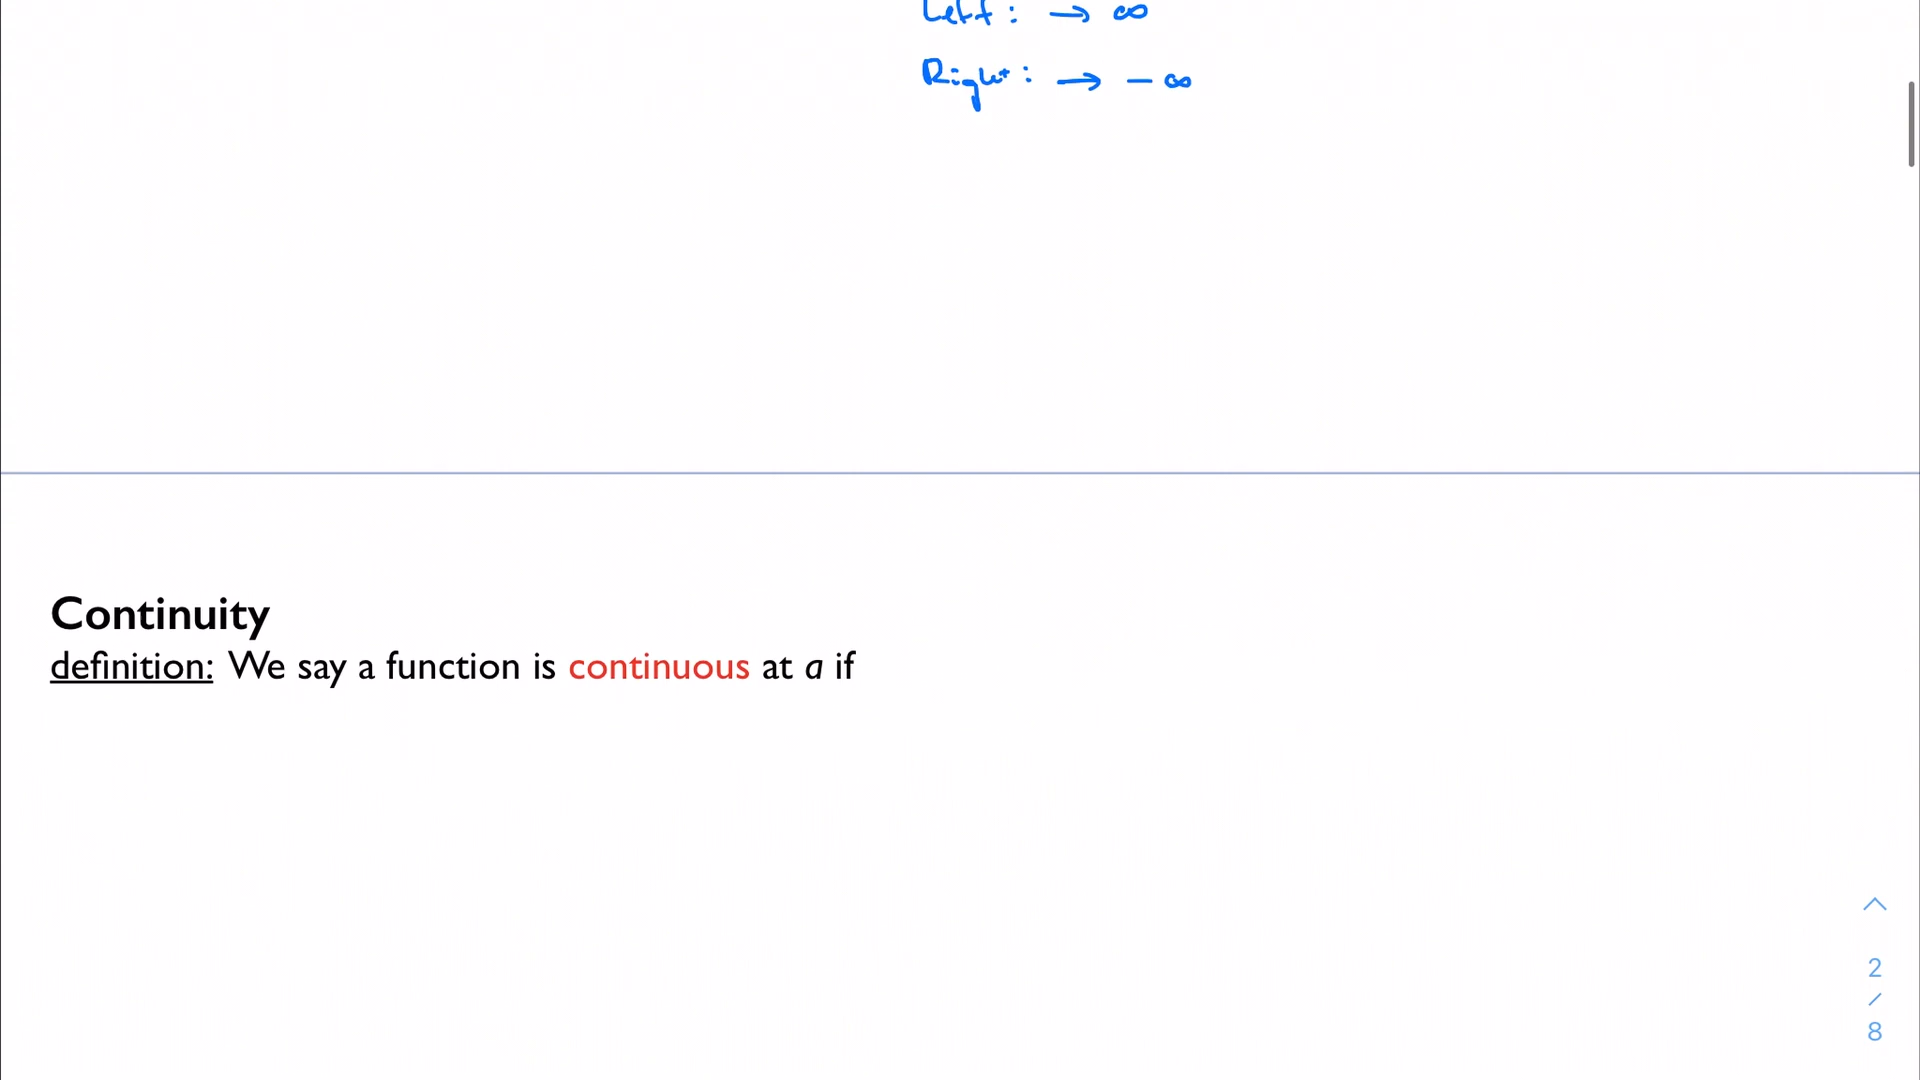 Left : → ∞
Right : → - ∞
Continuity
definition: We say a function is continuous at a if
2
/
8